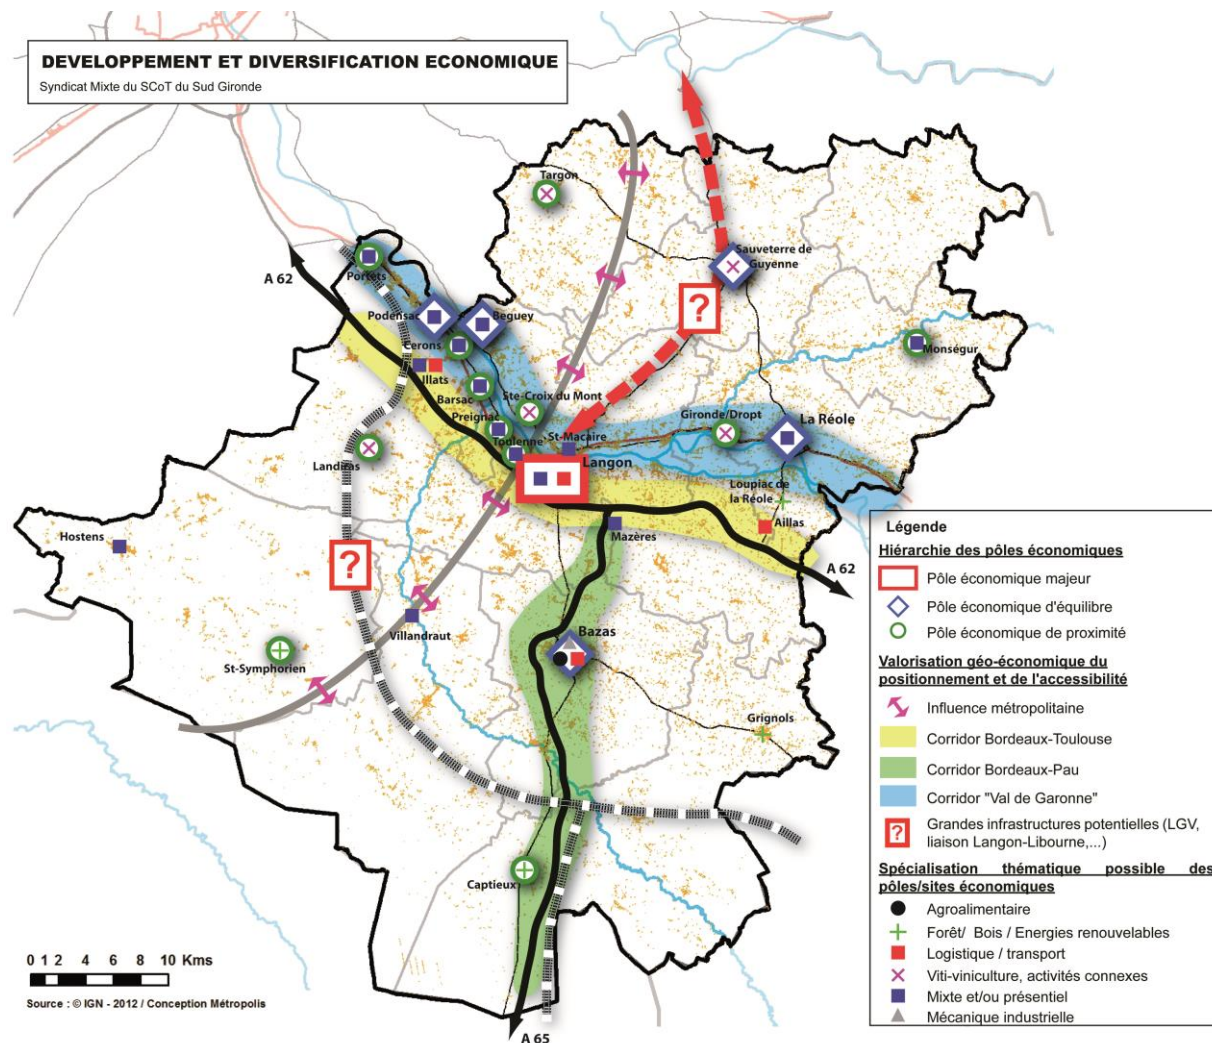 DEVELOPPEMENT ET DIVERSIFICATION ECONOMIQUE
Syndicat Mixte du SCoT du Sud Gironde
Targon
Sauveterre de
Guyenne
A 62
Portets
?
Podensac
Beguey
Cerons
Monségur
Illats
Barsac
Ste-Croix du Mont
Preignac
Gironde/Dropt
La Réole
St-Macaire
Toulenne
Langon
Landiras
Loupiac de
la Réole
Aillas
Hostens
Mazères
A 62
?
Villandraut
Bazas
St-Symphorien
Grignols
Captieux
A 65
0 1 2 4 6 8 10 Kms
Source : © IGN - 2012 / Conception Métropolis
Légende
Hiérarchie des pôles économiques
Pôle économique majeur
Pôle économique d'équilibre
Pôle économique de proximité
Valorisation géo-économique du
positionnement et de l'accessibilité
Influence métropolitaine
Corridor Bordeaux-Toulouse
Corridor Bordeaux-Pau
Corridor "Val de Garonne"
? Grandes infrastructures potentielles (LGV,
liaison Langon-Libourne,...)
Spécialisation thématique possible des
pôles/sites économiques
Agroalimentaire
Forêt/ Bois / Energies renouvelables
Logistique / transport
Viti-viniculture, activités connexes
Mixte et/ou présentiel
Mécanique industrielle